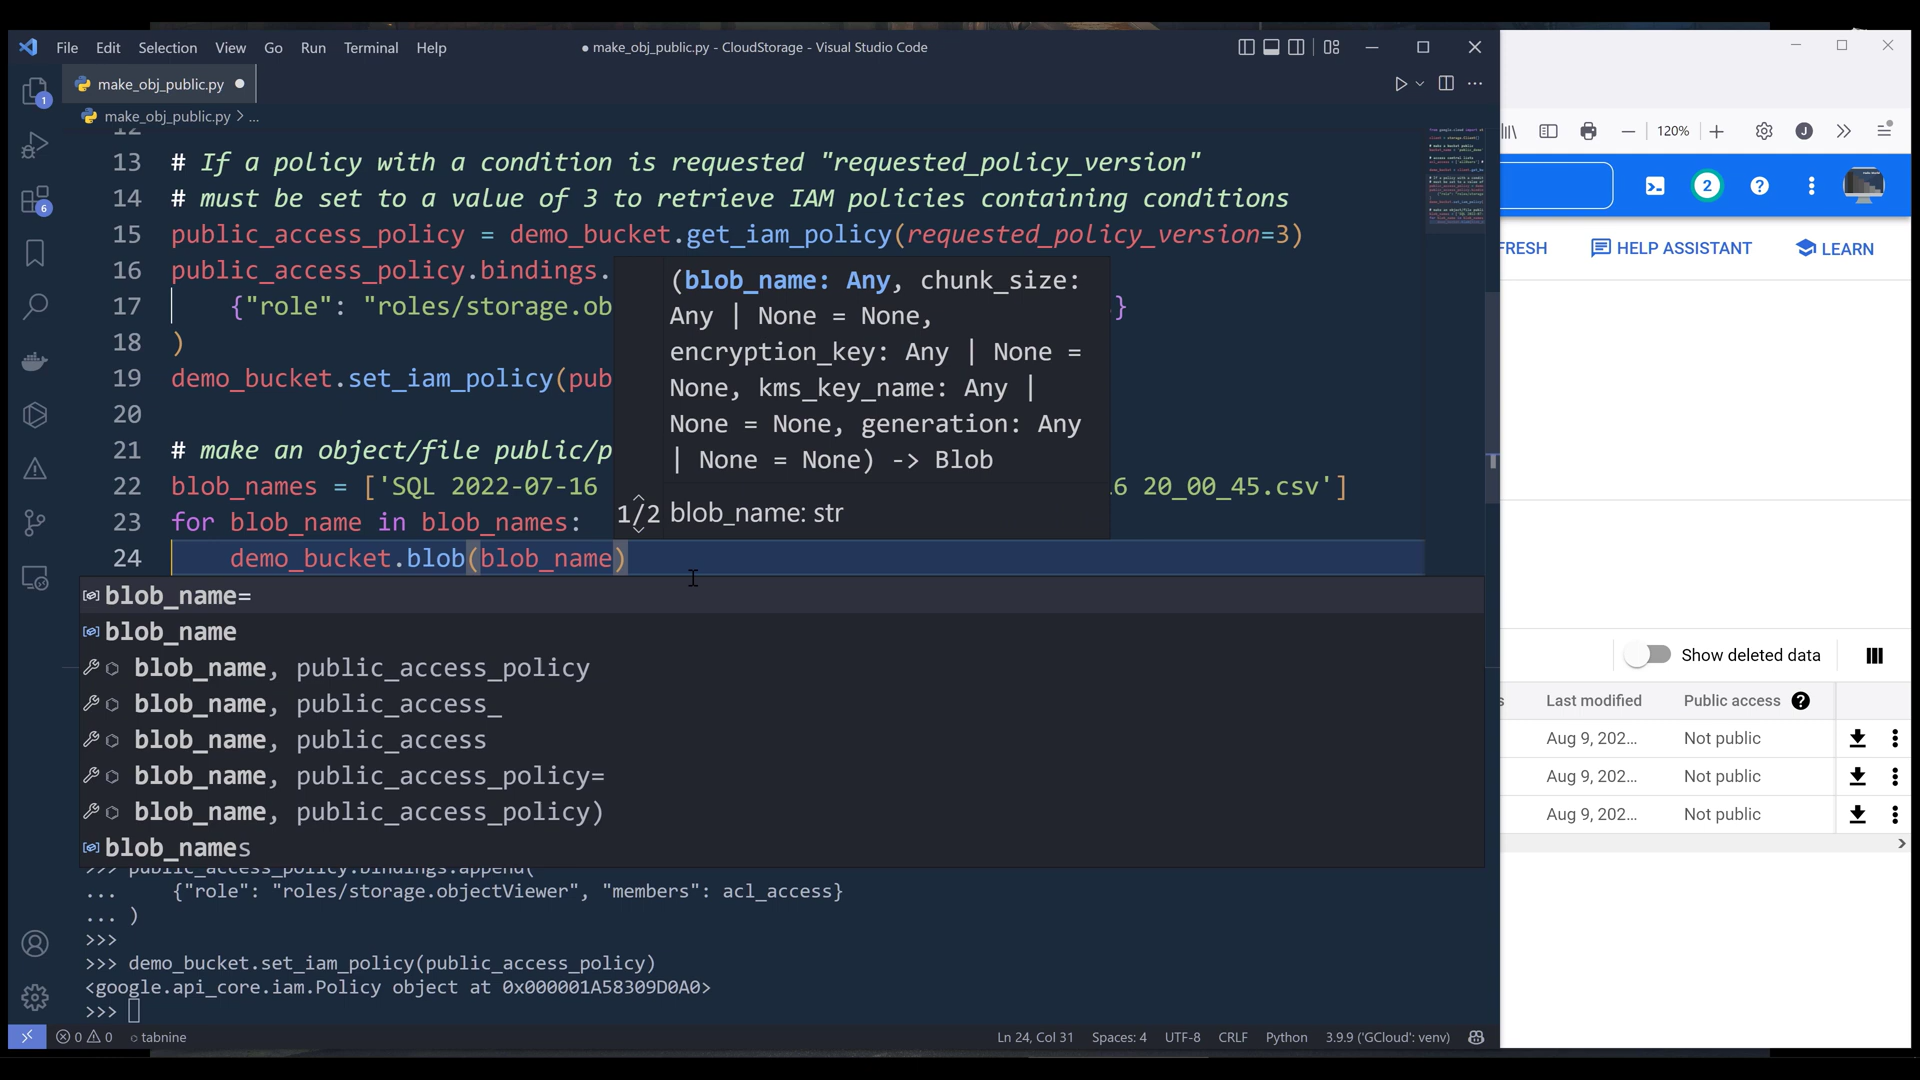 File Edit Selection View Go Run Terminal Help
● make_obj_public.py - CloudStorage - Visual Studio Code
make_obj_public.py ●
make_obj_public.py > ...
12
13 # If a policy with a condition is requested "requested_policy_version"
14 # must be set to a value of 3 to retrieve IAM policies containing conditions
15 public_access_policy = demo_bucket.get_iam_policy(requested_policy_version=3)
16 public_access_policy.bindings.
17 {"role": "roles/storage.ob }
18 )
19 demo_bucket.set_iam_policy(pub
20
21 # make an object/file public/p
22 blob_names = ['SQL 2022-07-16 6 20_00_45.csv']
23 for blob_name in blob_names:
24 demo_bucket.blob(blob_name)
(blob_name: Any, chunk_size:
Any | None = None,
encryption_key: Any | None =
None, kms_key_name: Any |
None = None, generation: Any
| None = None) -> Blob
1/2 blob_name: str
blob_name=
blob_name
blob_name, public_access_policy
blob_name, public_access_
blob_name, public_access
blob_name, public_access_policy=
blob_name, public_access_policy)
blob_names
>>> public_access_policy.bindings.append(
... {"role": "roles/storage.objectViewer", "members": acl_access}
... )
>>>
>>> demo_bucket.set_iam_policy(public_access_policy)
<google.api_core.iam.Policy object at 0x000001A58309D0A0>
>>>
1
6
0 0 tabnine
Ln 24, Col 31 Spaces: 4 UTF-8 CRLF Python 3.9.9 ('GCloud': venv)
120% J
2
FRESH HELP ASSISTANT LEARN
Show deleted data
s Last modified Public access
Aug 9, 202... Not public
Aug 9, 202... Not public
Aug 9, 202... Not public